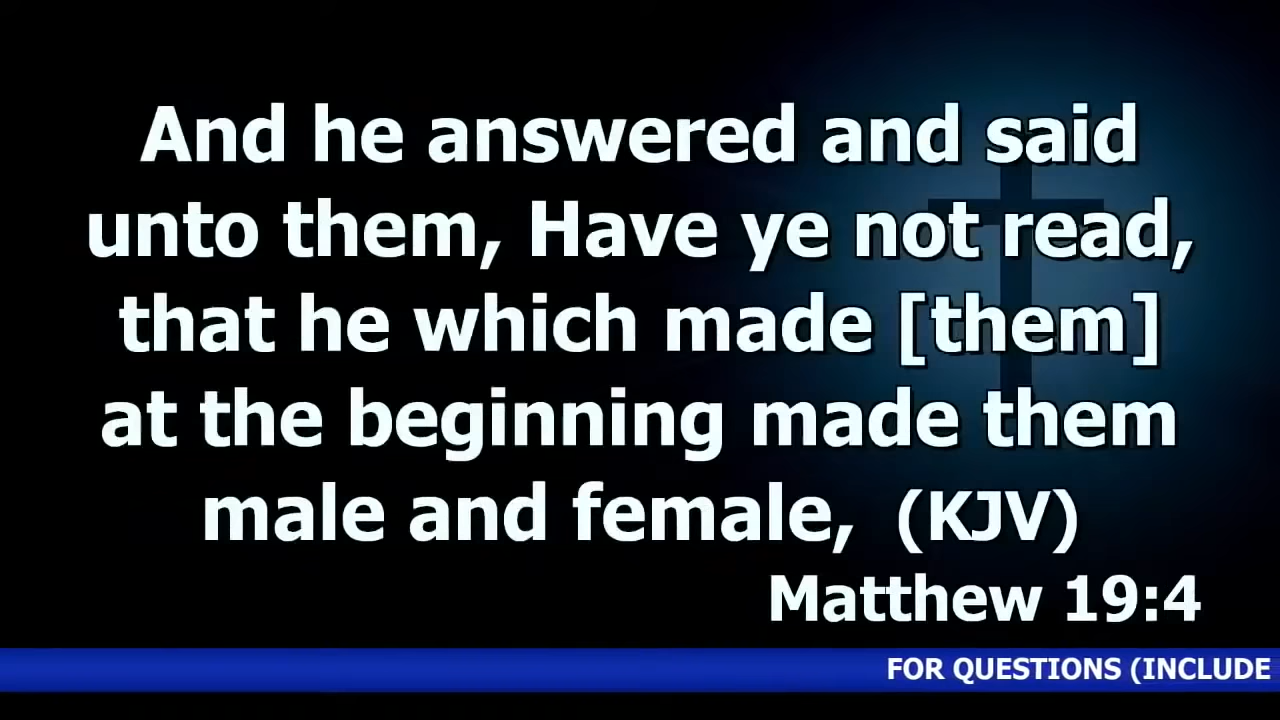 And he answered and said
unto them, Have ye not read,
that he which made [them]
at the beginning made them
male and female, (KJV)
Matthew 19:4
FOR QUESTIONS (INCLUDE